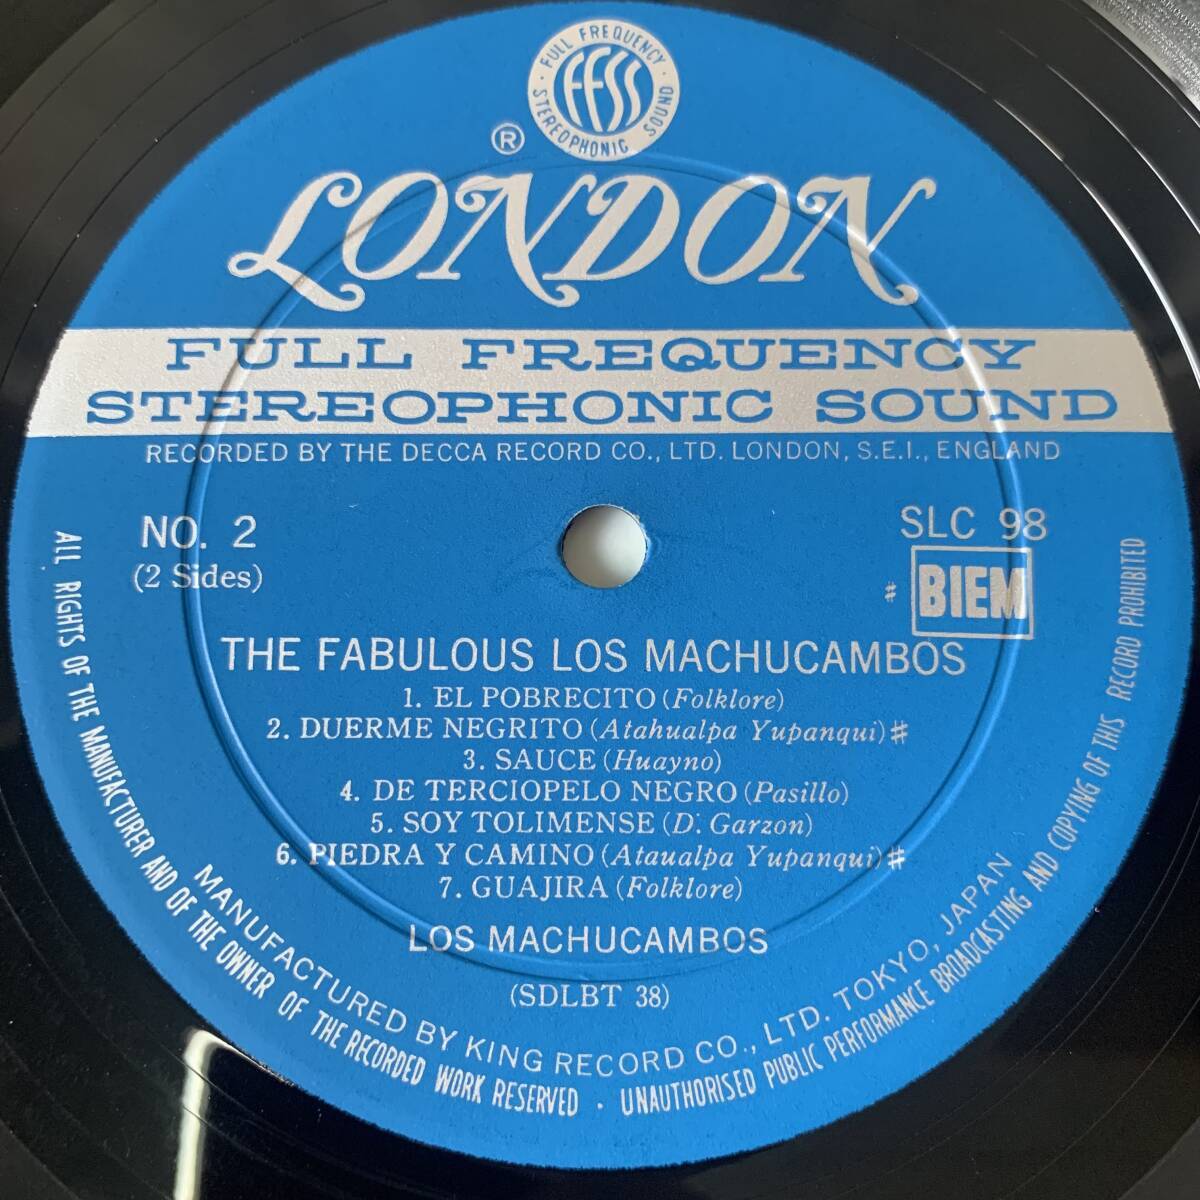 FULL FREQUENCY
FFSS
STEREOPHONIC SOUND
®
LONDON
FULL FREQUENCY
STEREOPHONIC SOUND
RECORDED BY THE DECCA RECORD CO., LTD. LONDON, S.E.I., ENGLAND
NO. 2
(2 Sides)
SLC 98
# BIEM
THE FABULOUS LOS MACHUCAMBOS
1. EL POBRECITO (Folklore)
2. DUERME NEGRITO (Atahualpa Yupanqui) #
3. SAUCE (Huayno)
4. DE TERCIOPELO NEGRO (Pasillo)
5. SOY TOLIMENSE (D. Garzon)
6. PIEDRA Y CAMINO (Ataualpa Yupanqui) #
7. GUAJIRA (Folklore)
LOS MACHUCAMBOS
(SDLBT 38)
MANUFACTURED BY KING RECORD CO., LTD. TOKYO, JAPAN
ALL RIGHTS OF THE MANUFACTURER AND OF THE OWNER OF THE RECORDED WORK RESERVED · UNAUTHORISED PUBLIC PERFORMANCE BROADCASTING AND COPYING OF THIS RECORD PROHIBITED